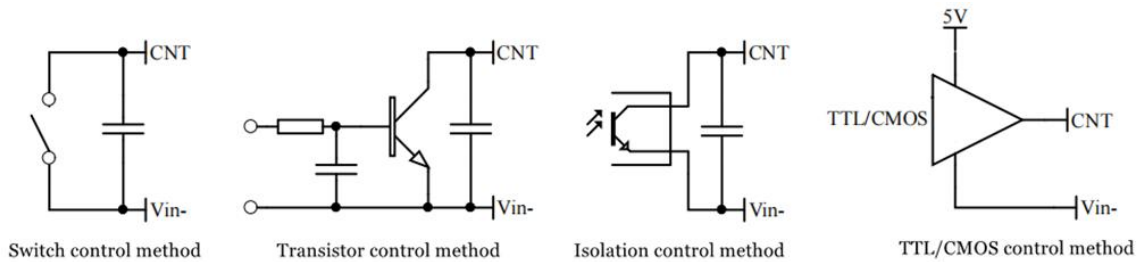 5V
CNT
CNT
CNT
TTL/CMOS
CNT
Vin-
Vin-
Vin-
Vin-
Switch control method
Transistor control method
Isolation control method
TTL/CMOS control method